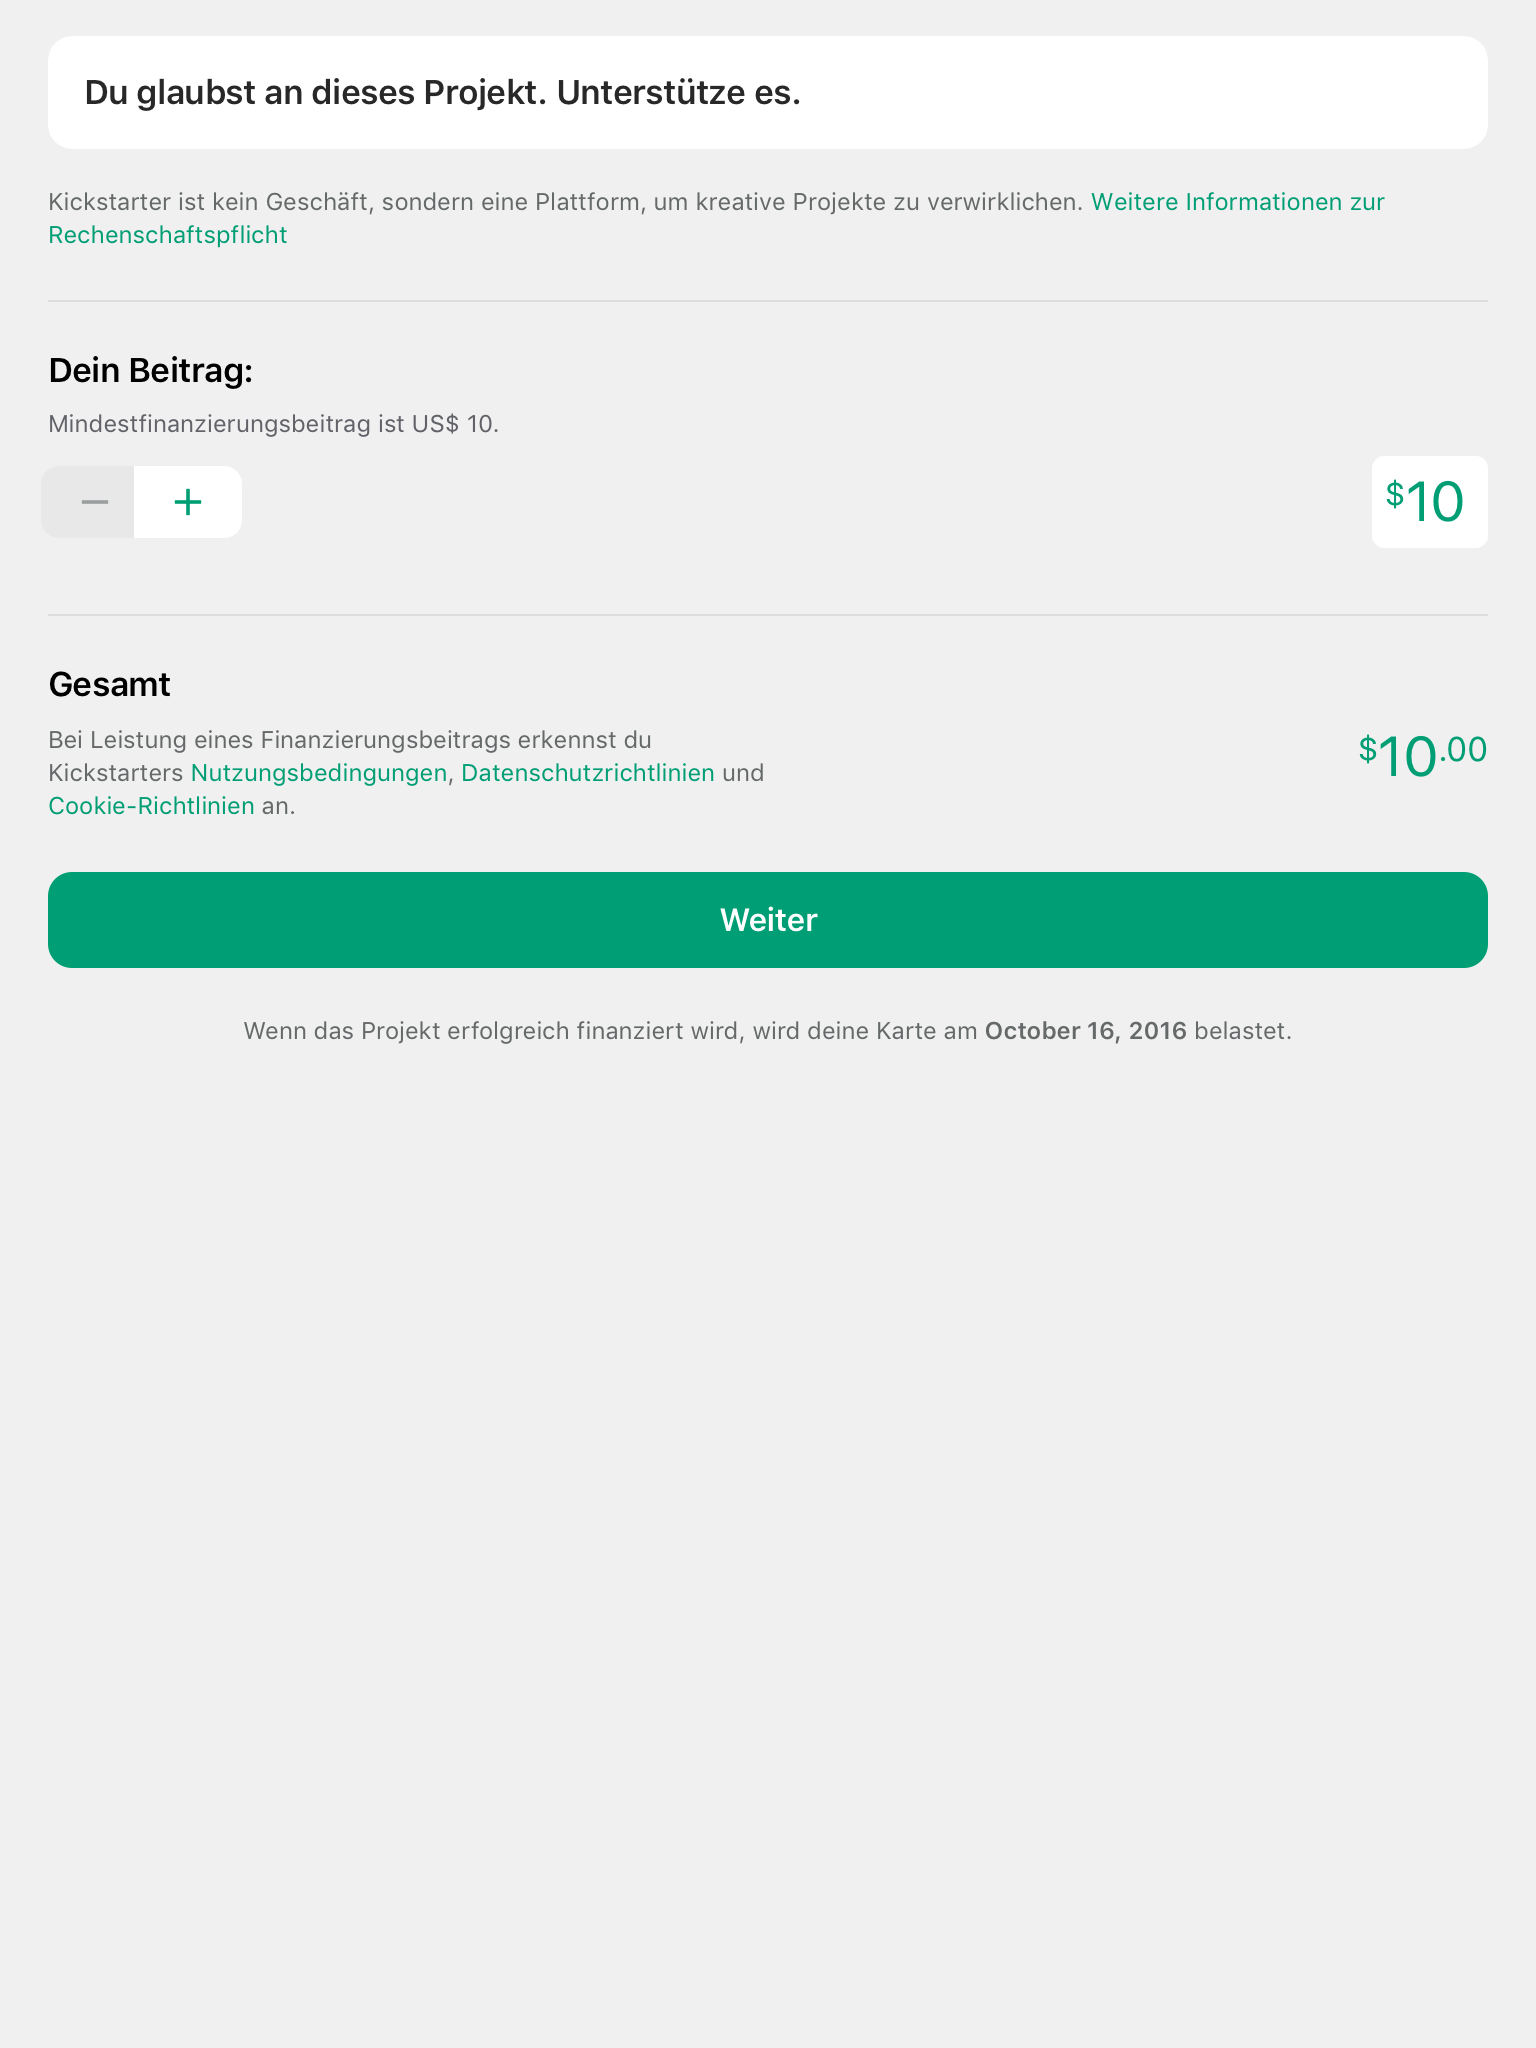 Du glaubst an dieses Projekt. Unterstütze es.
Kickstarter ist kein Geschäft, sondern eine Plattform, um kreative Projekte zu verwirklichen. Weitere Informationen zur
Rechenschaftspflicht
Dein Beitrag:
Mindestfinanzierungsbeitrag ist US$ 10.
$10
Gesamt
Bei Leistung eines Finanzierungsbeitrags erkennst du
Kickstarters Nutzungsbedingungen, Datenschutzrichtlinien und
Cookie-Richtlinien an.
$10.00
Weiter
Wenn das Projekt erfolgreich finanziert wird, wird deine Karte am October 16, 2016 belastet.